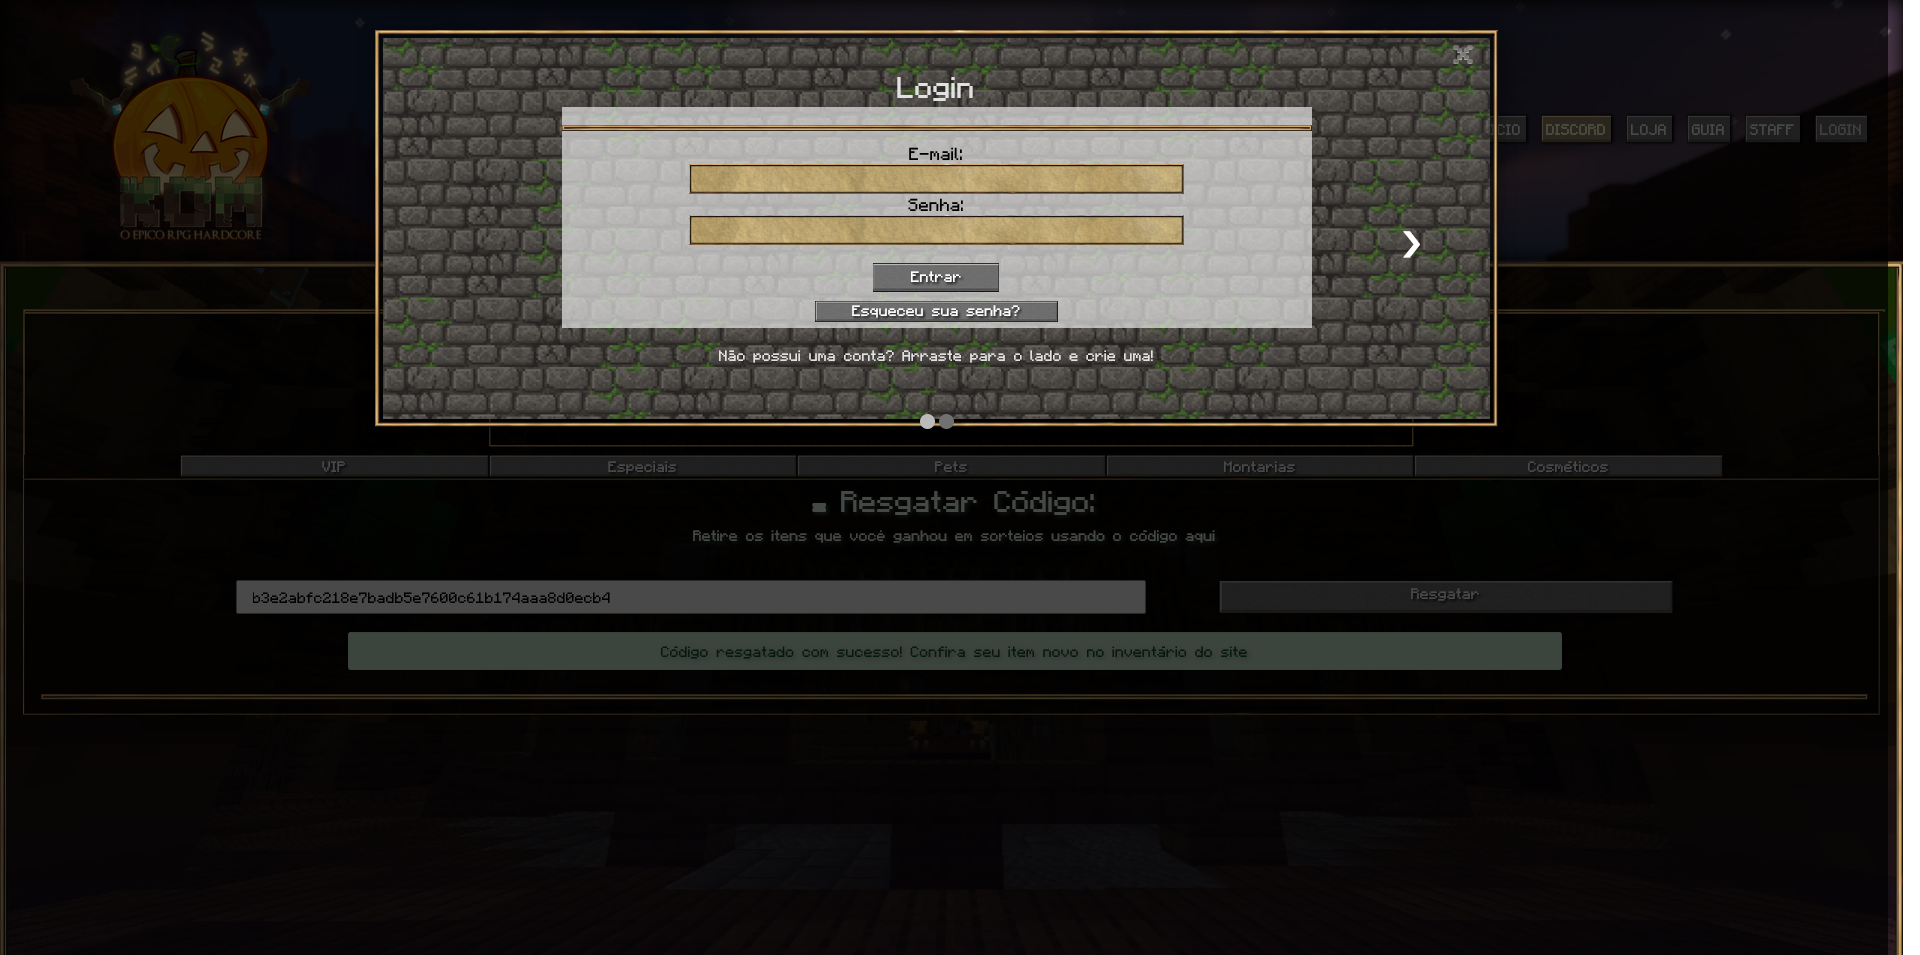 Login
E-mail:
Senha:
Entrar
Esqueceu sua senha?
Não possui uma conta? Arraste para o lado e crie uma!
KDM
O EPICO RPG HARDCORE
DISCORD
LOJA
GUIA
STAFF
LOGIN
VIP
Especiais
Pets
Montarias
Cosméticos
Resgatar Código:
Retire os itens que você ganhou em sorteios usando o código aqui
b3e2abfc218e7badb5e7600c61b174aaa8d0ecb4
Resgatar
Código resgatado com sucesso! Confira seu item novo no inventário do site